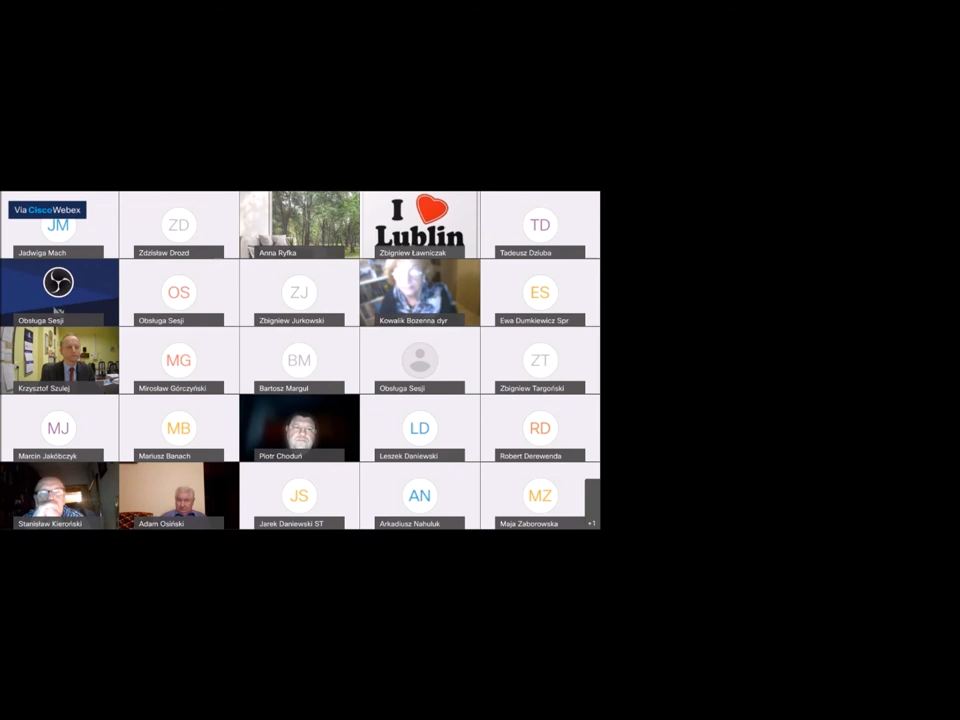 Via Cisco Webex
JM
Jadwiga Mach
ZD
Zdzisław Drozd
Anna Ryfka
I
Lublin
Zbigniew Ławniczak
TD
Tadeusz Dziuba
Obsługa Sesji
OS
Obsługa Sesji
ZJ
Zbigniew Jurkowski
Kowalik Bozenna dyr
ES
Ewa Dumkiewicz Spr
Krzysztof Szulej
MG
Mirosław Górczyński
BM
Bartosz Margul
Obsługa Sesji
ZT
Zbigniew Targoński
MJ
Marcin Jakóbczyk
MB
Mariusz Banach
Piotr Choduń
LD
Leszek Daniewski
RD
Robert Derewenda
Stanisław Kieroński
Adam Osiński
JS
Jarek Daniewski ST
AN
Arkadiusz Nahuluk
MZ
Maja Zaborowska
+1